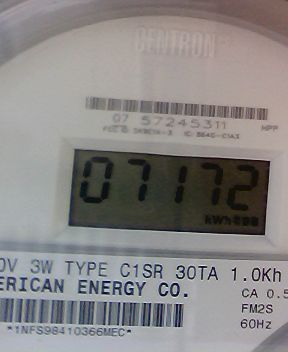 CENTRON
07 57245311
HPP
07172
kWh
0V 3W TYPE C1SR 30TA 1.0Kh
ERICAN ENERGY CO.
CA 0.5
FM2S
*1NFS98410366MEC*
60Hz